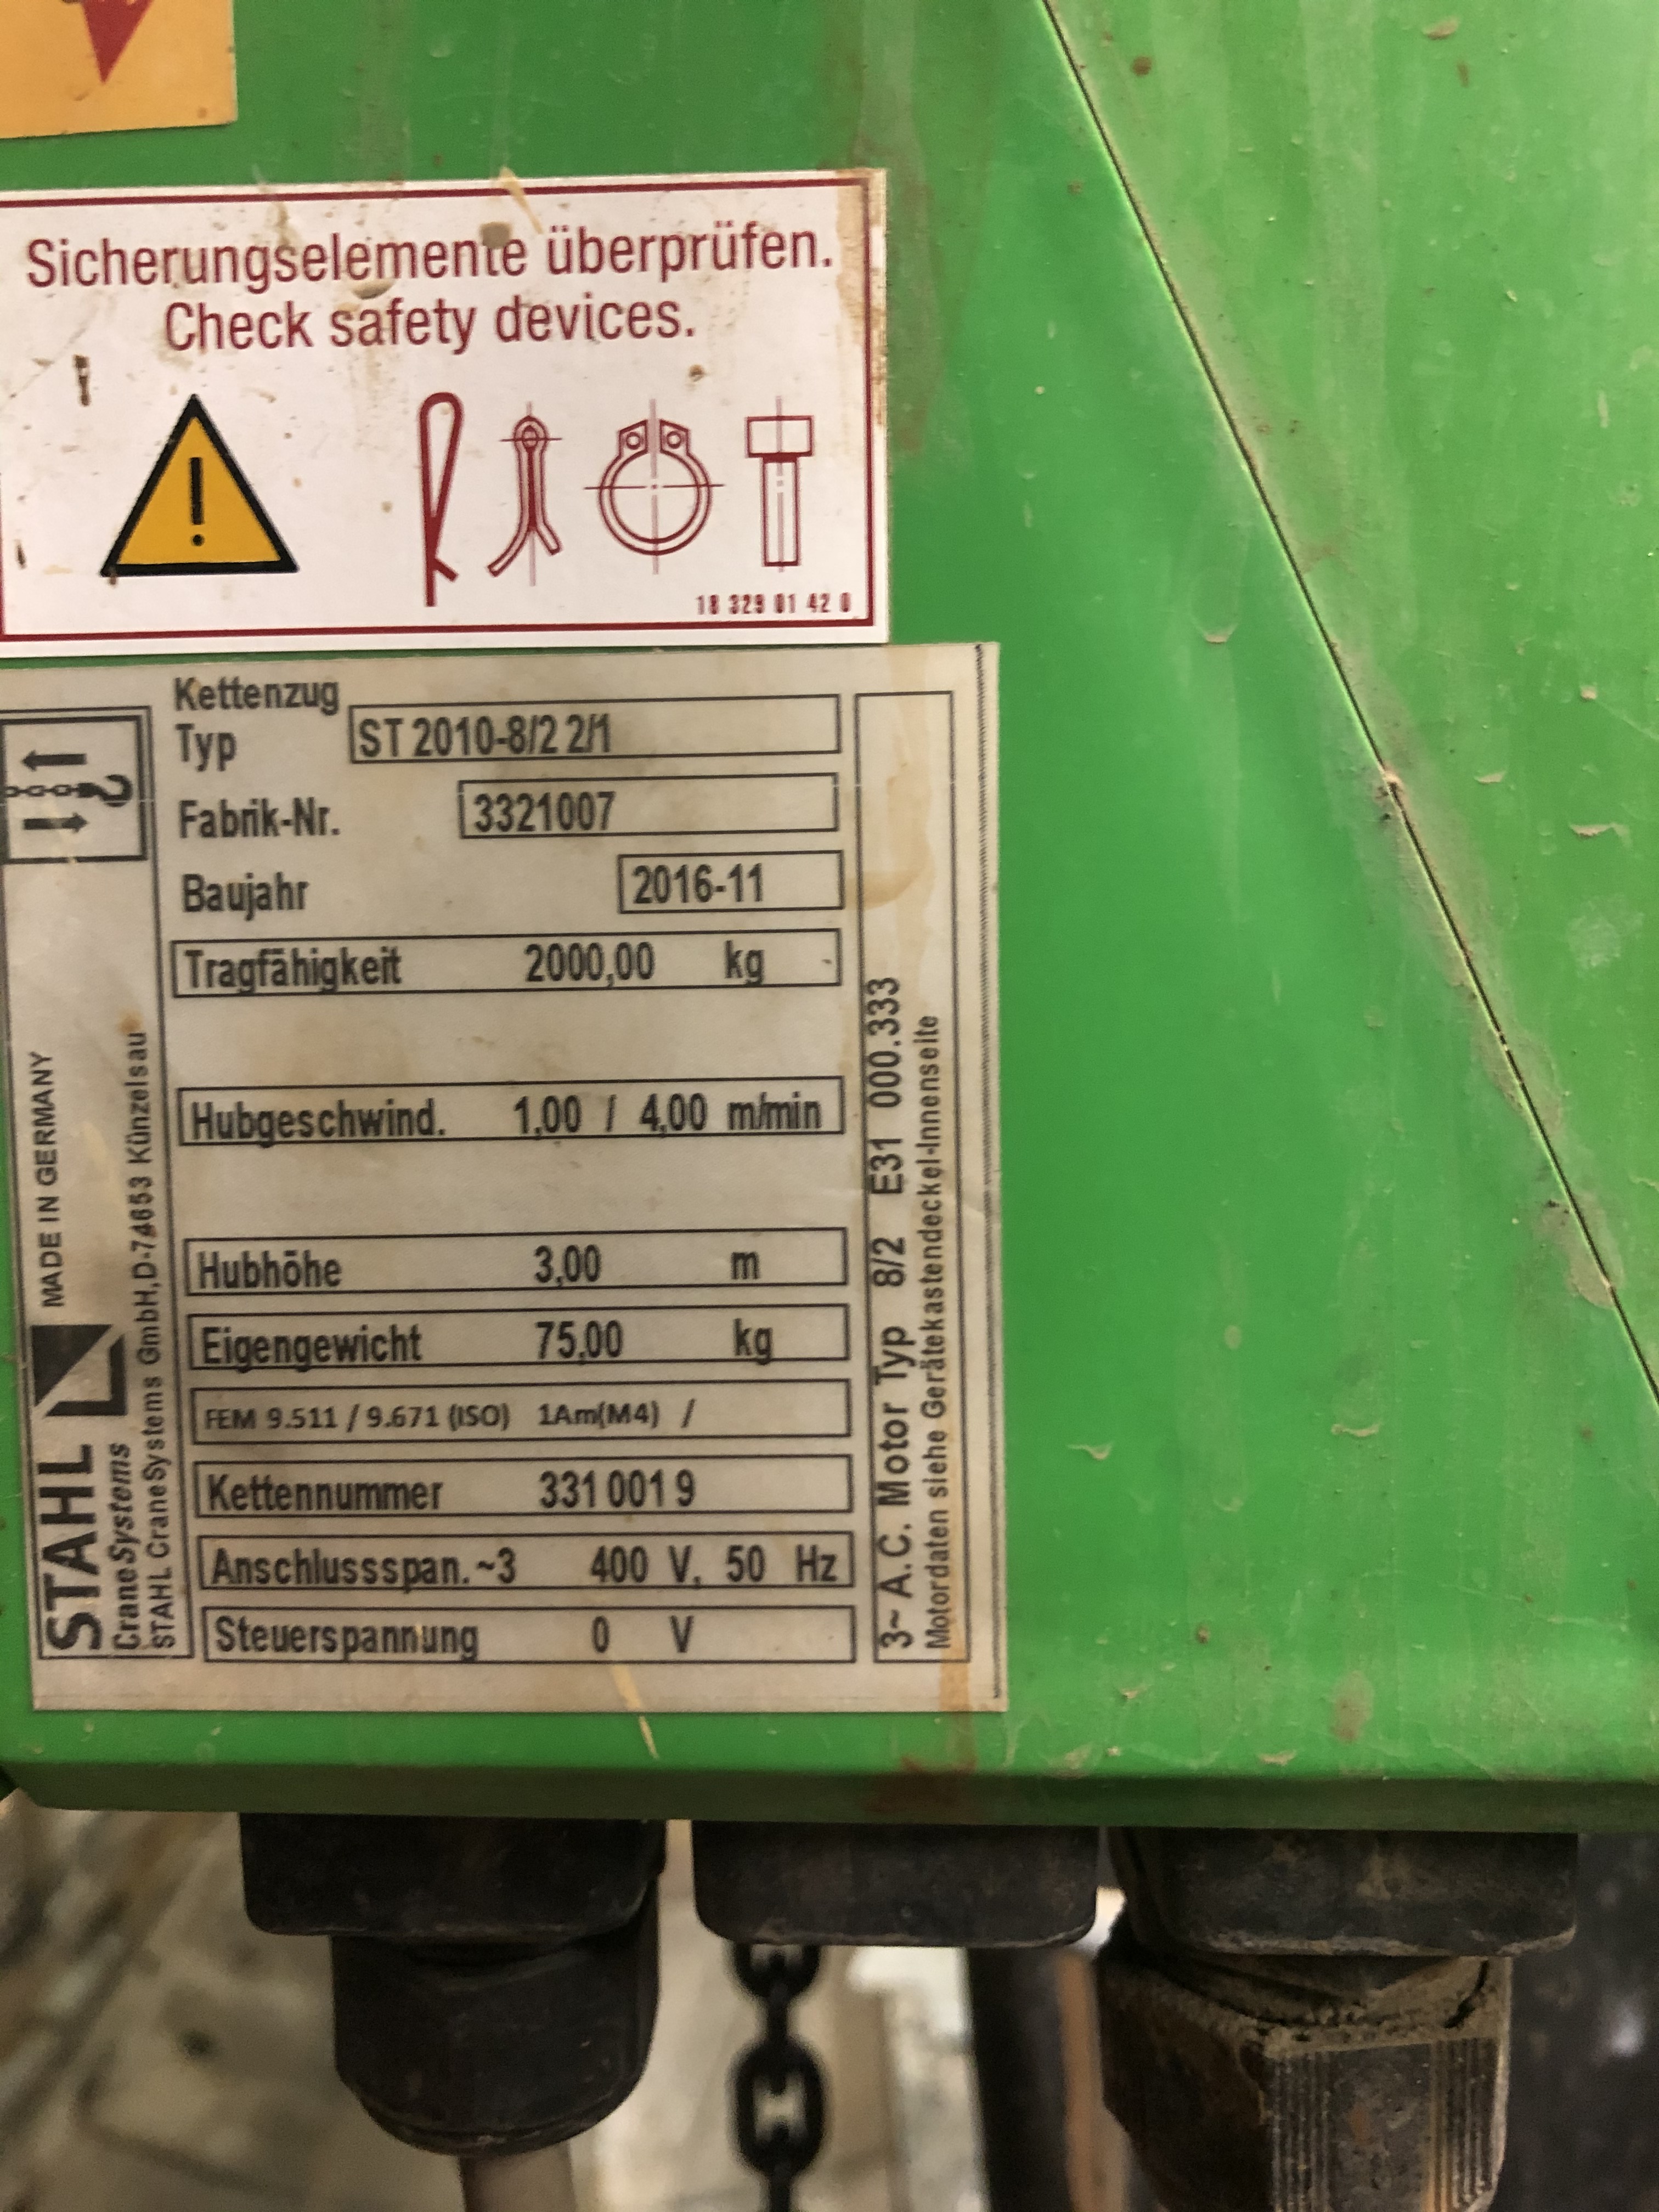 Sicherungselemente überprüfen.
Check safety devices.
18 329 01 42 0
Kettenzug
Typ ST 2010-8/2 2/1
Fabrik-Nr. 3321007
Baujahr 2016-11
Tragfähigkeit 2000,00 kg
Hubgeschwind. 1,00 / 4,00 m/min
Hubhöhe 3,00 m
Eigengewicht 75,00 kg
FEM 9.511 / 9.671 (ISO) 1Am(M4) /
Kettennummer 331 001 9
Anschlussspan. ~3 400 V, 50 Hz
Steuerspannung 0 V
STAHL MADE IN GERMANY
CraneSystems
STAHL CraneSystems GmbH,D-74653 Künzelsau
3~ A.C. Motor Typ 8/2 E31 000.333
Motordaten siehe Gerätekastendeckel-Innenseite